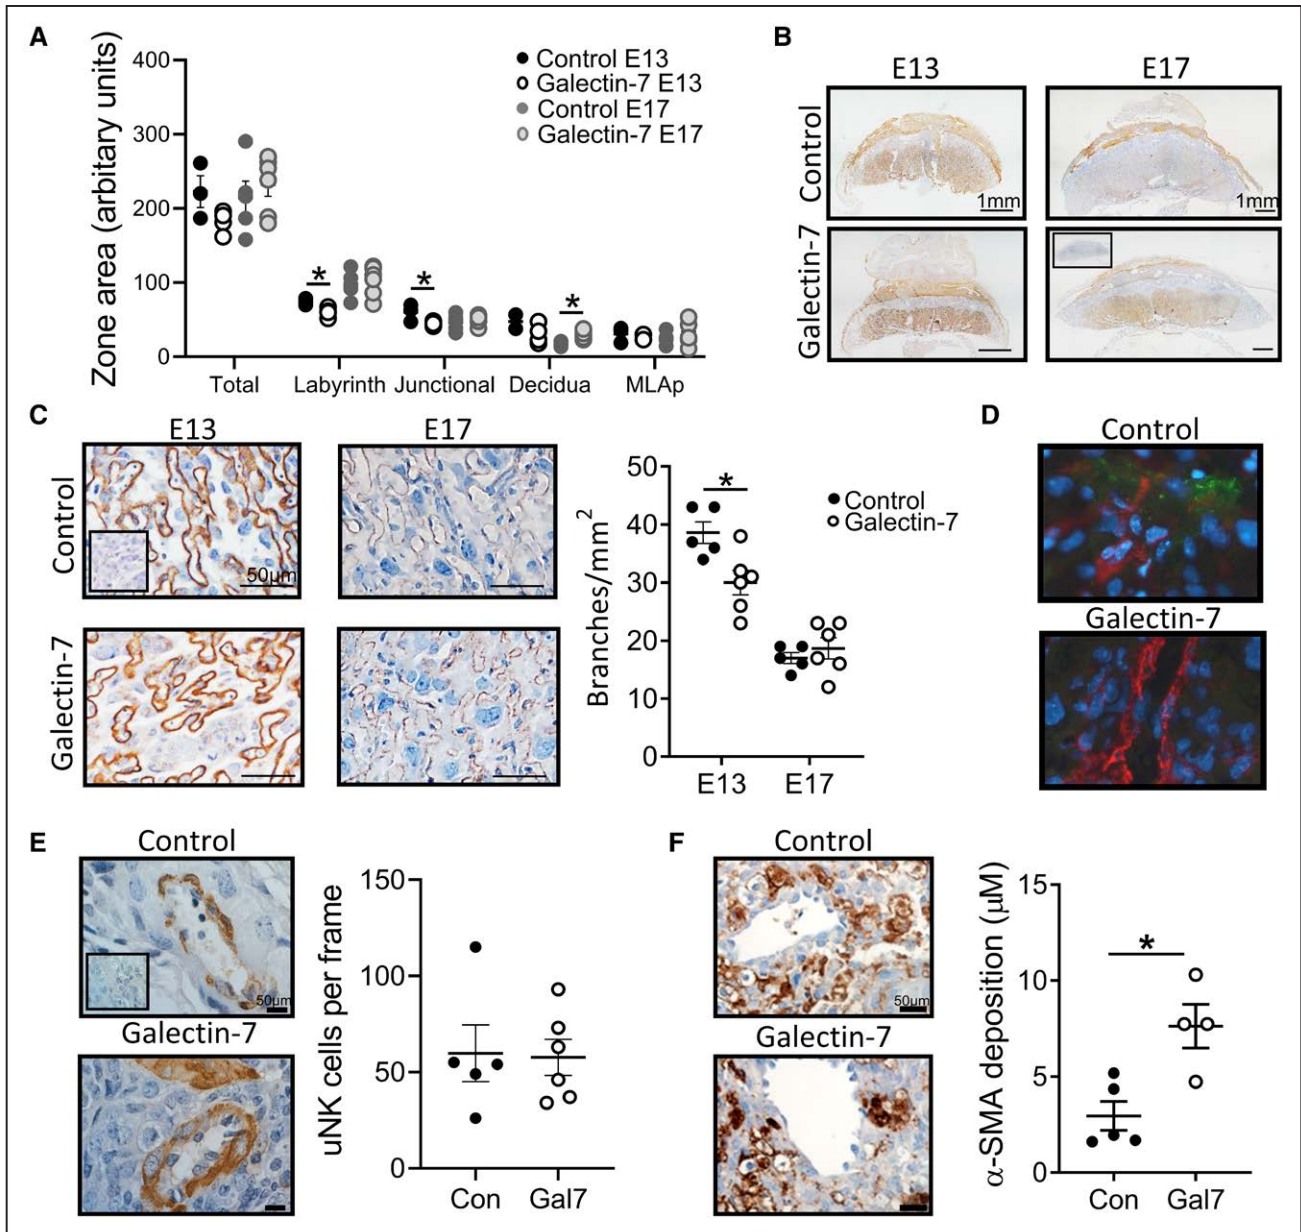 A
Zone area (arbitary units)
400
300
200
100
0
Control E13
Galectin-7 E13
Control E17
Galectin-7 E17
*
*
*
Total
Labyrinth
Junctional
Decidua
MLAp
B
E13
E17
Control
1mm
1mm
Galectin-7
C
E13
E17
Control
50μm
Galectin-7
Branches/mm²
50
40
30
20
10
0
*
Control
Galectin-7
E13
E17
D
Control
Galectin-7
E
Control
50μm
Galectin-7
uNK cells per frame
150
100
50
0
Con
Gal7
F
Control
50μm
Galectin-7
α-SMA deposition (μM)
15
10
5
0
*
Con
Gal7